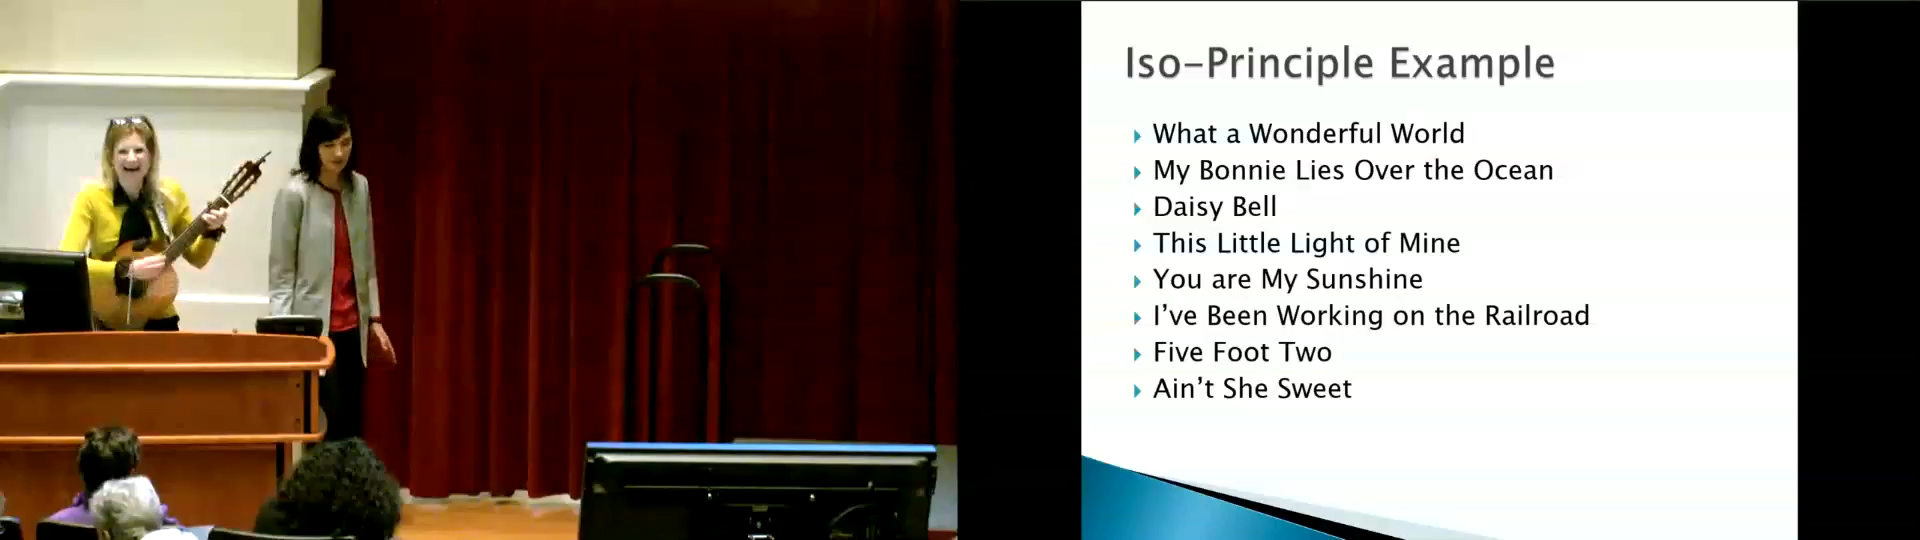 Iso-Principle Example
What a Wonderful World
My Bonnie Lies Over the Ocean
Daisy Bell
This Little Light of Mine
You are My Sunshine
I've Been Working on the Railroad
Five Foot Two
Ain't She Sweet